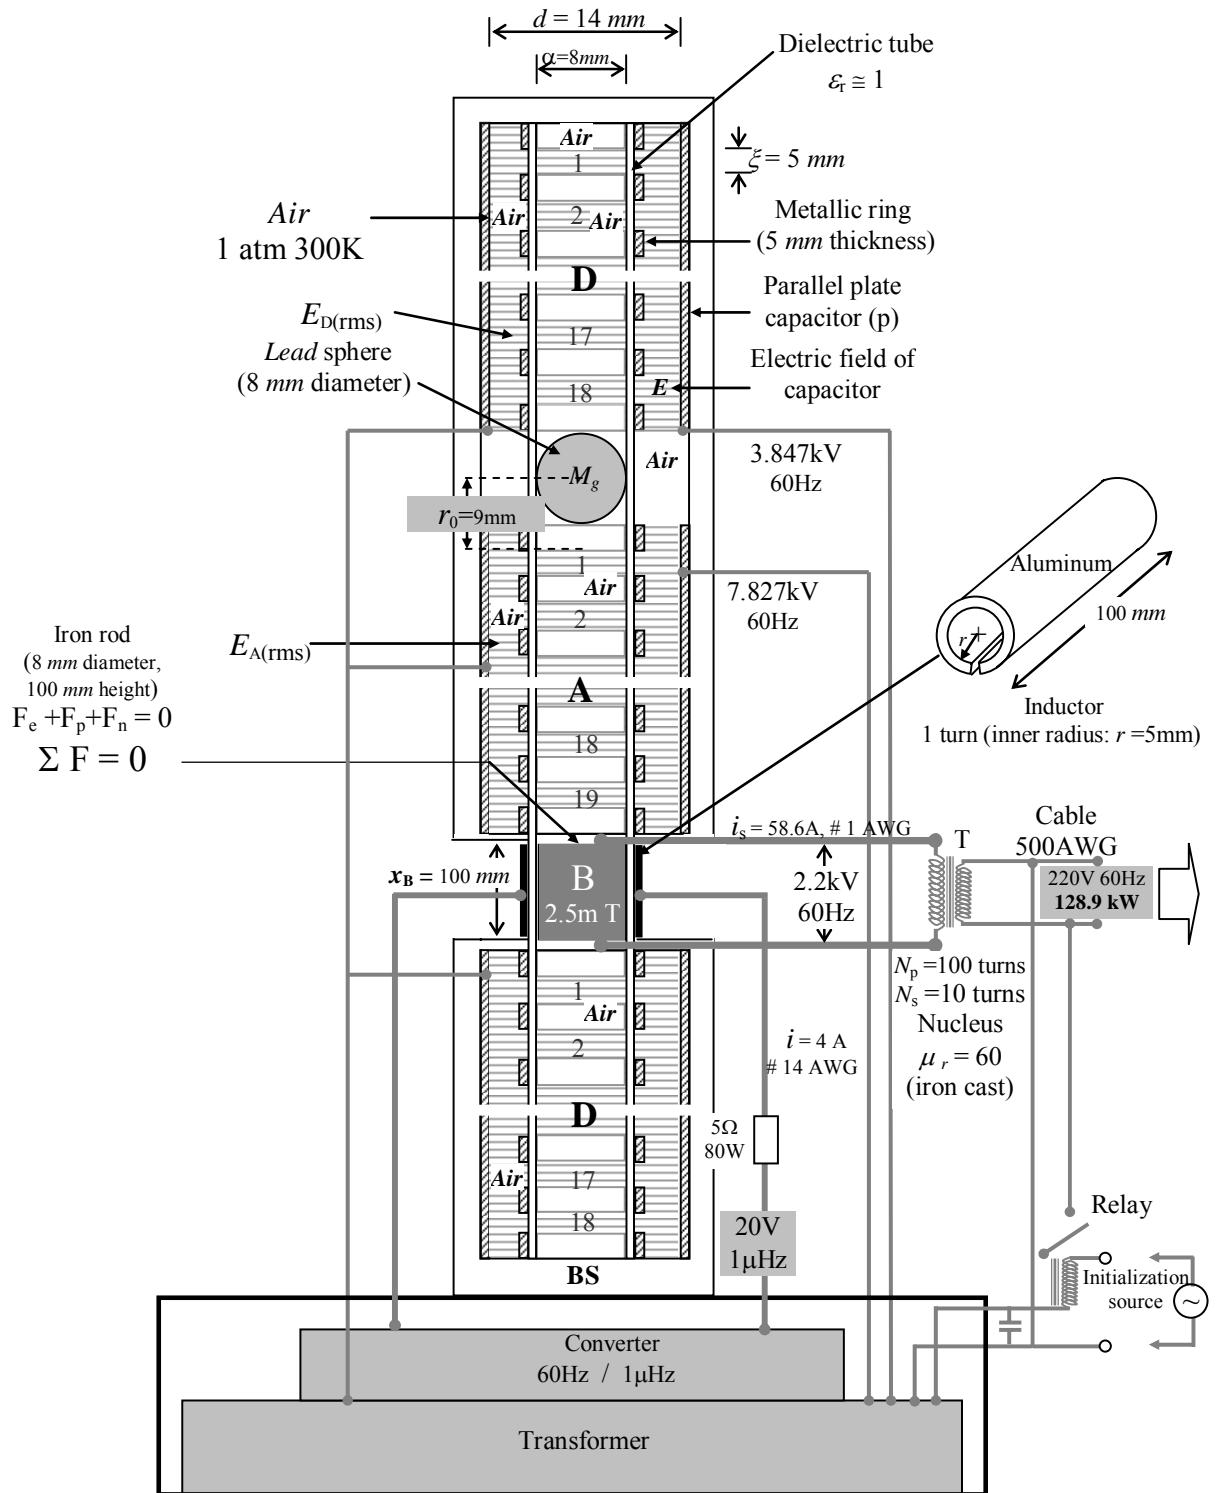 d = 14 mm
α=8mm
Dielectric tube
εr ≅ 1
Air
1
ξ = 5 mm
Air
1 atm 300K
Air
2
Air
Metallic ring
(5 mm thickness)
D
Parallel plate
capacitor (p)
ED(rms)
Lead sphere
(8 mm diameter)
17
Electric field of
capacitor
18
E
Mg
Air
3.847kV
60Hz
r0=9mm
1
Air
7.827kV
60Hz
Aluminum
100 mm
r
Air
2
EA(rms)
Iron rod
(8 mm diameter,
100 mm height)
Fe +Fp+Fn = 0
Σ F = 0
A
Inductor
1 turn (inner radius: r =5mm)
18
19
is = 58.6A, # 1 AWG
T
Cable
500AWG
xB = 100 mm
B
2.5m T
2.2kV
60Hz
220V 60Hz
128.9 kW
Np =100 turns
Ns =10 turns
Nucleus
μr = 60
(iron cast)
1
Air
2
i = 4 A
# 14 AWG
D
5Ω
80W
Air
17
18
Relay
20V
1μHz
BS
Initialization
source
Converter
60Hz / 1μHz
Transformer